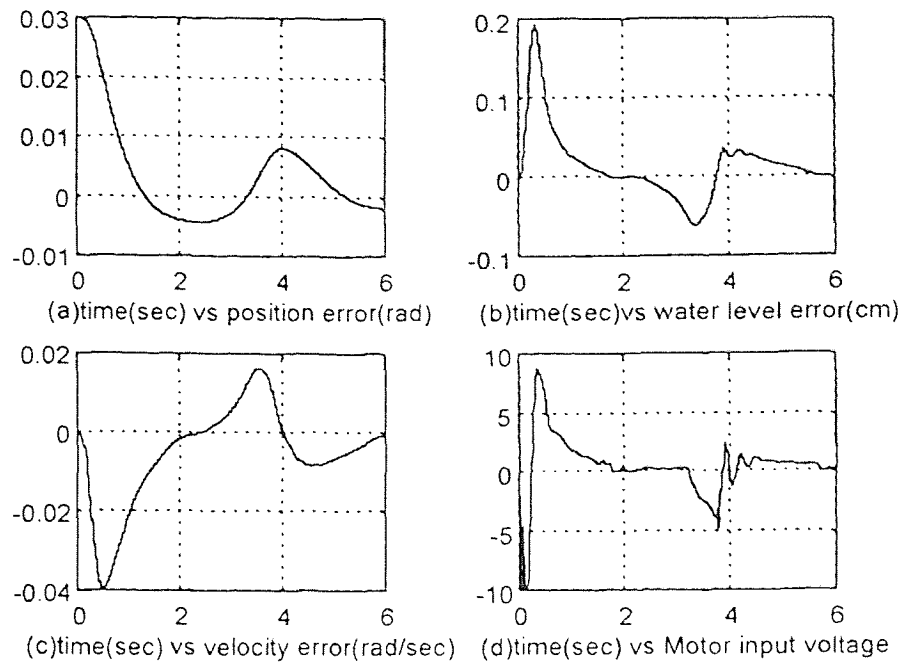 0.03
0.02
0.01
0
-0.01
0 2 4 6
(a)time(sec) vs position error(rad)
0.2
0.1
0
-0.1
0 2 4 6
(b)time(sec)vs water level error(cm)
0.02
0
-0.02
-0.04
0 2 4 6
(c)time(sec) vs velocity error(rad/sec)
10
5
0
-5
-10
0 2 4 6
(d)time(sec) vs Motor input voltage